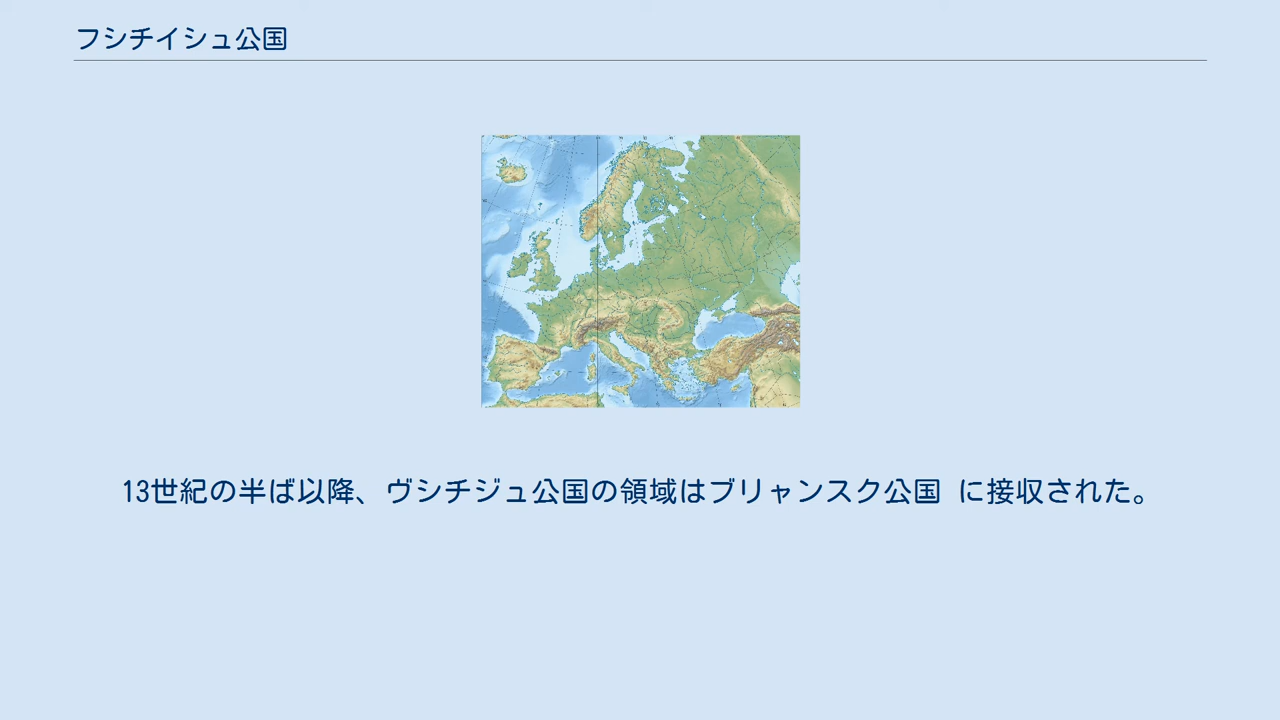 フシチイシュ公国
13世紀の半ば以降、ヴシチジュ公国の領域はブリャンスク公国 に接収された。